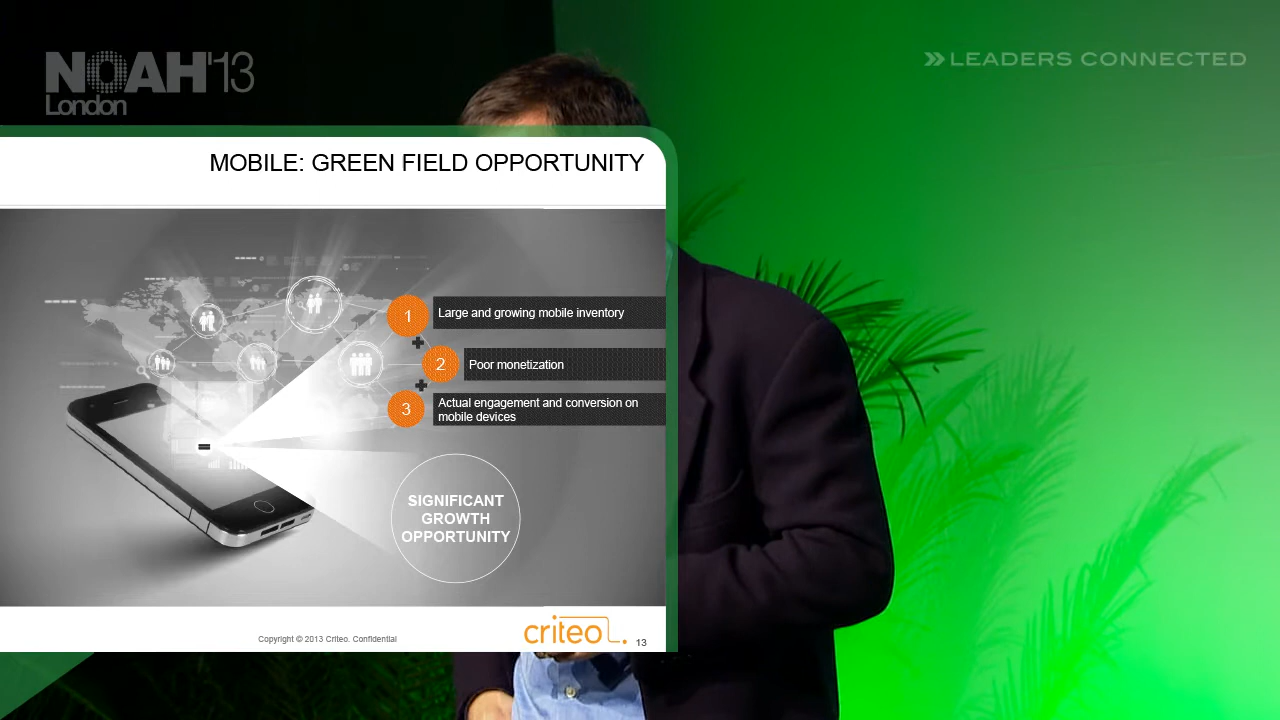 NOAH'13
London
LEADERS CONNECTED
MOBILE: GREEN FIELD OPPORTUNITY
1
Large and growing mobile inventory
2
Poor monetization
3
Actual engagement and conversion on
mobile devices
SIGNIFICANT
GROWTH
OPPORTUNITY
Copyright © 2013 Criteo. Confidential
criteo
13